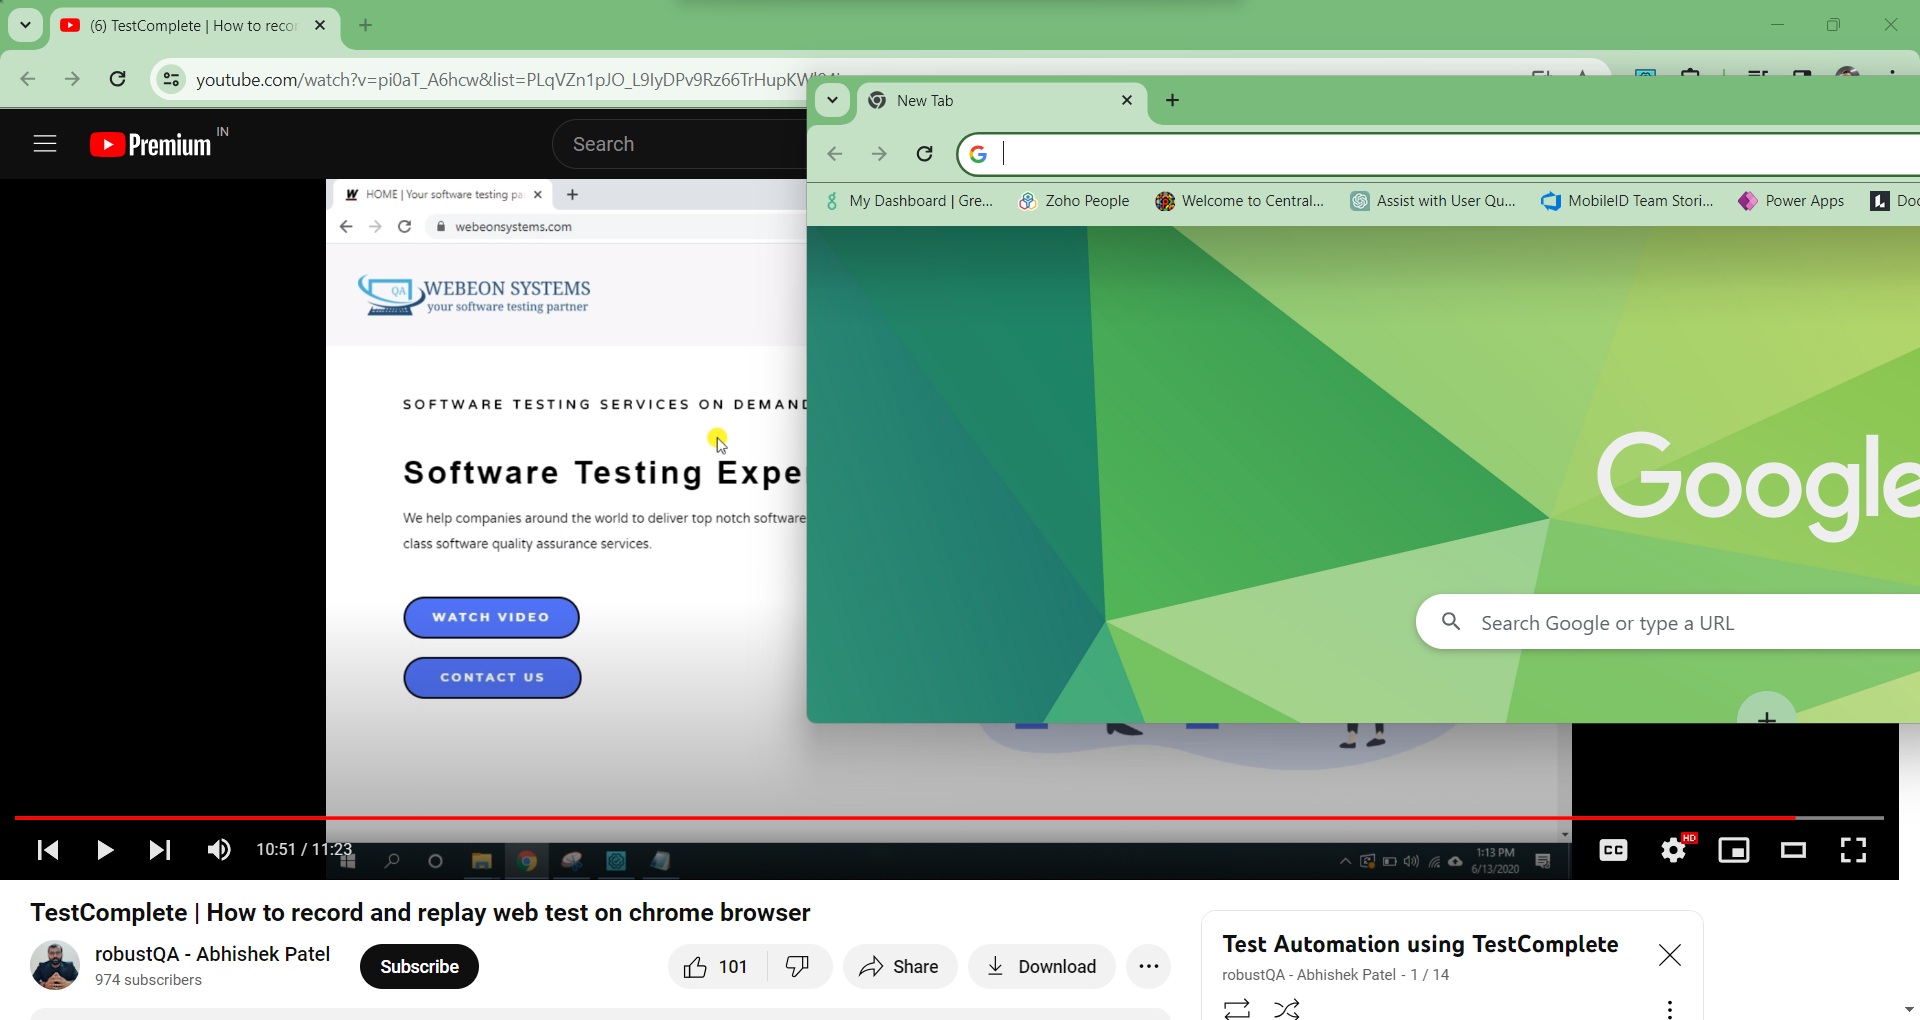 (6) TestComplete | How to reco
youtube.com/watch?v=pi0aT_A6hcw&list=PLqVZn1pJO_L9IyDPv9Rz66TrHupKW
Premium IN
Search
New Tab
My Dashboard | Gre...
Zoho People
Welcome to Central...
Assist with User Qu...
MobileID Team Stori...
Power Apps
Doc
HOME | Your software testing pa
webeonsystems.com
QA
WEBEON SYSTEMS
your software testing partner
SOFTWARE TESTING SERVICES ON DEMAND
Software Testing Expe
We help companies around the world to deliver top notch software
class software quality assurance services.
WATCH VIDEO
CONTACT US
Google
Search Google or type a URL
10:51 / 11:23
1:13 PM
6/13/2020
CC
HD
TestComplete | How to record and replay web test on chrome browser
robustQA - Abhishek Patel
974 subscribers
Subscribe
101
Share
Download
Test Automation using TestComplete
robustQA - Abhishek Patel - 1 / 14